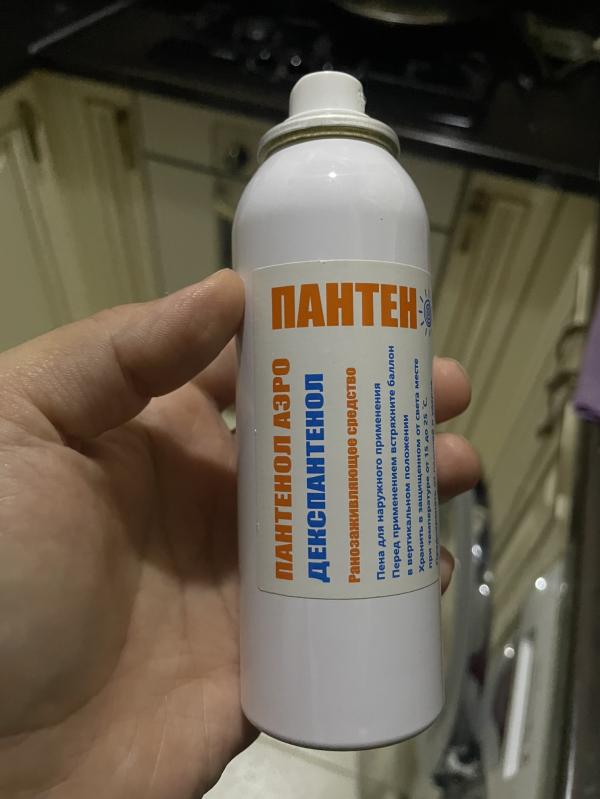 ПАНТЕН
ПАНТЕНОЛ АЭРО
ДЕКСПАНТЕНОЛ
Ранозаживляющее средство
Пена для наружного применения
Перед применением встряхните баллон
в вертикальном положении
Хранить в защищенном от света месте
при температуре от 15 до 25 °С.